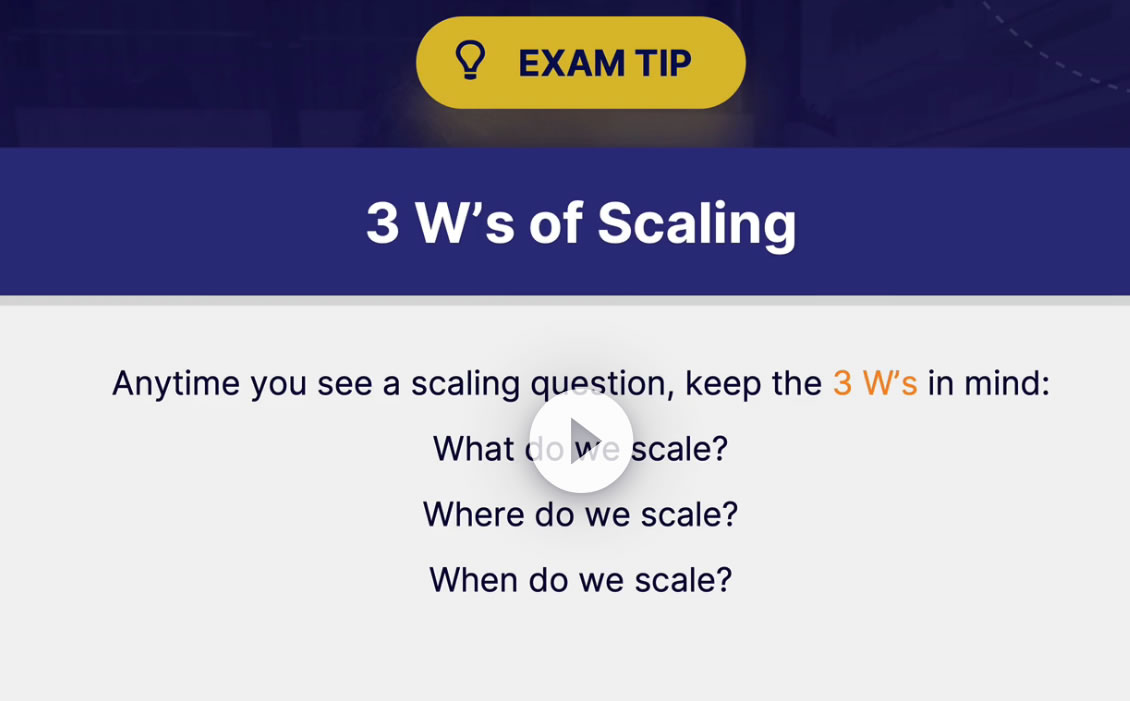 EXAM TIP
3 W's of Scaling
Anytime you see a scaling question, keep the 3 W's in mind:
What do we scale?
Where do we scale?
When do we scale?